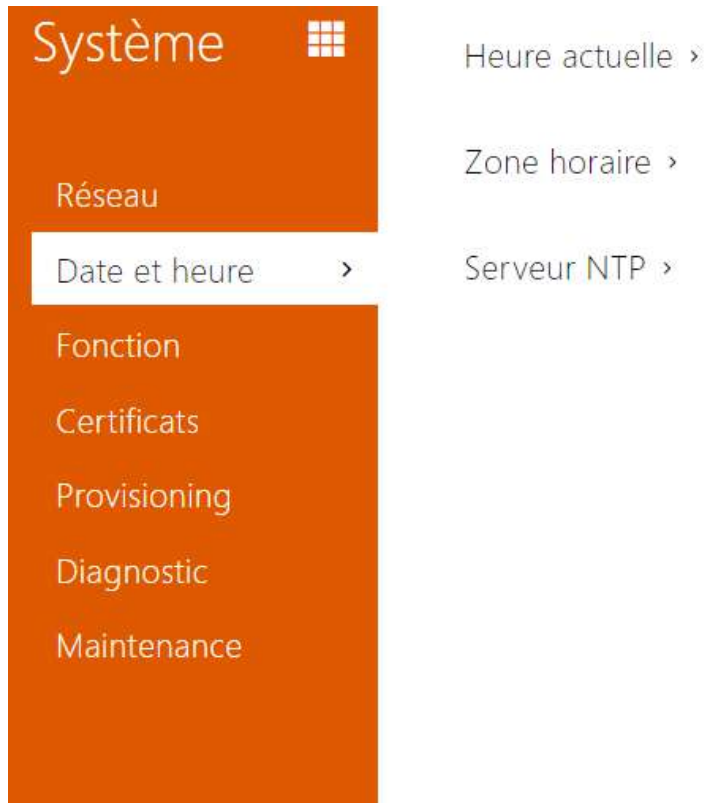 Système
Réseau
Date et heure
Fonction
Certificats
Provisioning
Diagnostic
Maintenance
Heure actuelle
Zone horaire
Serveur NTP